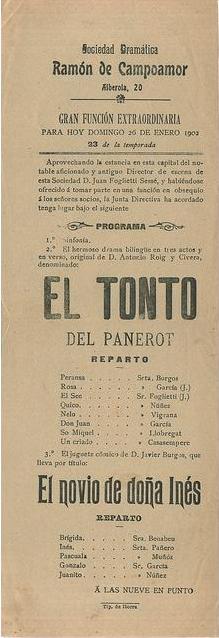 Sociedad Dramática
Ramón de Campoamor
Alberola, 20
GRAN FUNCIÓN EXTRAORDINARIA
PARA HOY DOMINGO 26 DE ENERO 1902
23 de la temporada
Aprovechando la estancia en esta capital del no-
table aficionado y antiguo Director de escena de
esta Sociedad D. Juan Foglietti Sessé, y habiéndose
ofrecido á tomar parte en una función en obsequio
á los señores socios, la Junta Directiva ha acordado
tenga lugar bajo el siguiente
PROGRAMA
1.º Sinfonía.
2.º El hermoso drama bilingüe en tres actos y
en verso, original de D. Antonio Roig y Civera,
denominado:
EL TONTO
DEL PANEROT
REPARTO
Peransa . . . . . Srta. Burgos
Rosa . . . . . » García (J.)
El Sec . . . . . Sr. Foglietti (J.)
Quico. . . . . . » Núñez
Nelo . . . . . » Vigrana
Don Juan . . . . » García
So Miquel . . . . » Llobregat
Un criado . . . . » Casasempere
3.º El juguete cómico de D. Javier Burgos, que
lleva por título:
El novio de doña Inés
REPARTO
Brígida. . . . . Sra. Benabeu
Inés. . . . . . Srta. Pañero
Pascuala . . . . » Muñóz
Gonzalo . . . . Sr. García
Juanito. . . . . » Núñez
Á LAS NUEVE EN PUNTO
Tip. de Iborra